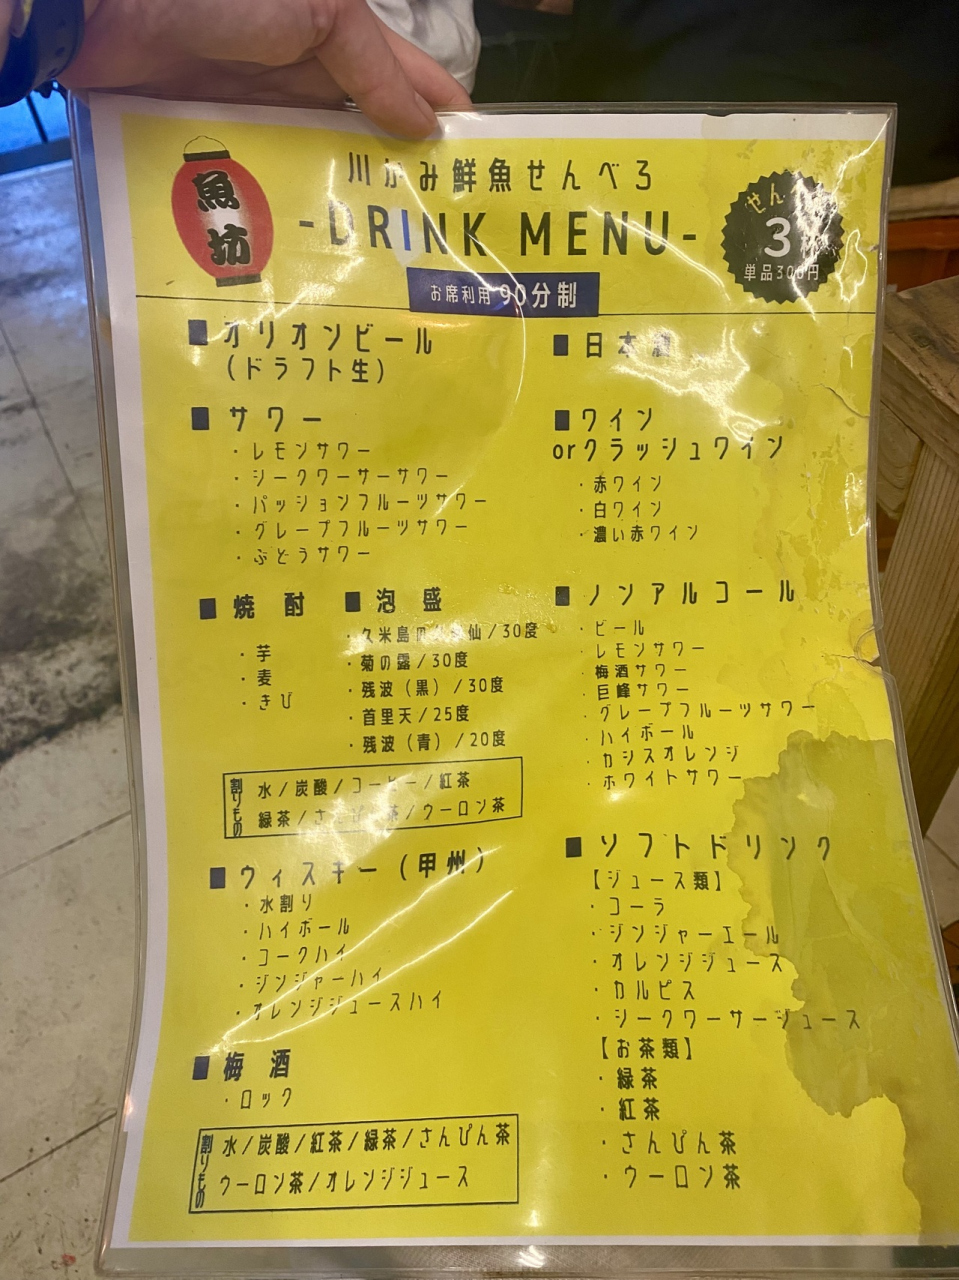 魚坊
川かみ鮮魚せんべろ
-DRINK MENU-
お席利用 90分制
せん
3
単品300円
■オリオンビール
(ドラフト生)
■サワー
・レモンサワー
・シークワーサーサワー
・パッションフルーツサワー
・グレープフルーツサワー
・ぶどうサワー
■焼酎
・芋
・麦
・きび
■泡盛
・久米島の 仙/30度
・菊の露/30度
・残波(黒)/30度
・首里天/25度
・残波(青)/20度
割りもの
水/炭酸/コーヒー/紅茶
緑茶/さんぴん茶/ウーロン茶
■ウィスキー(甲州)
・水割り
・ハイボール
・コークハイ
・ジンジャーハイ
・オレンジジュースハイ
■梅酒
・ロック
割りもの
水/炭酸/紅茶/緑茶/さんぴん茶
ウーロン茶/オレンジジュース
■日本酒
■ワイン
orクラッシュワイン
・赤ワイン
・白ワイン
・濃い赤ワイン
■ノンアルコール
・ビール
・レモンサワー
・梅酒サワー
・巨峰サワー
・グレープフルーツサワー
・ハイボール
・カシスオレンジ
・ホワイトサワー
■ソフトドリンク
【ジュース類】
・コーラ
・ジンジャーエール
・オレンジジュース
・カルピス
・シークワーサージュース
【お茶類】
・緑茶
・紅茶
・さんぴん茶
・ウーロン茶